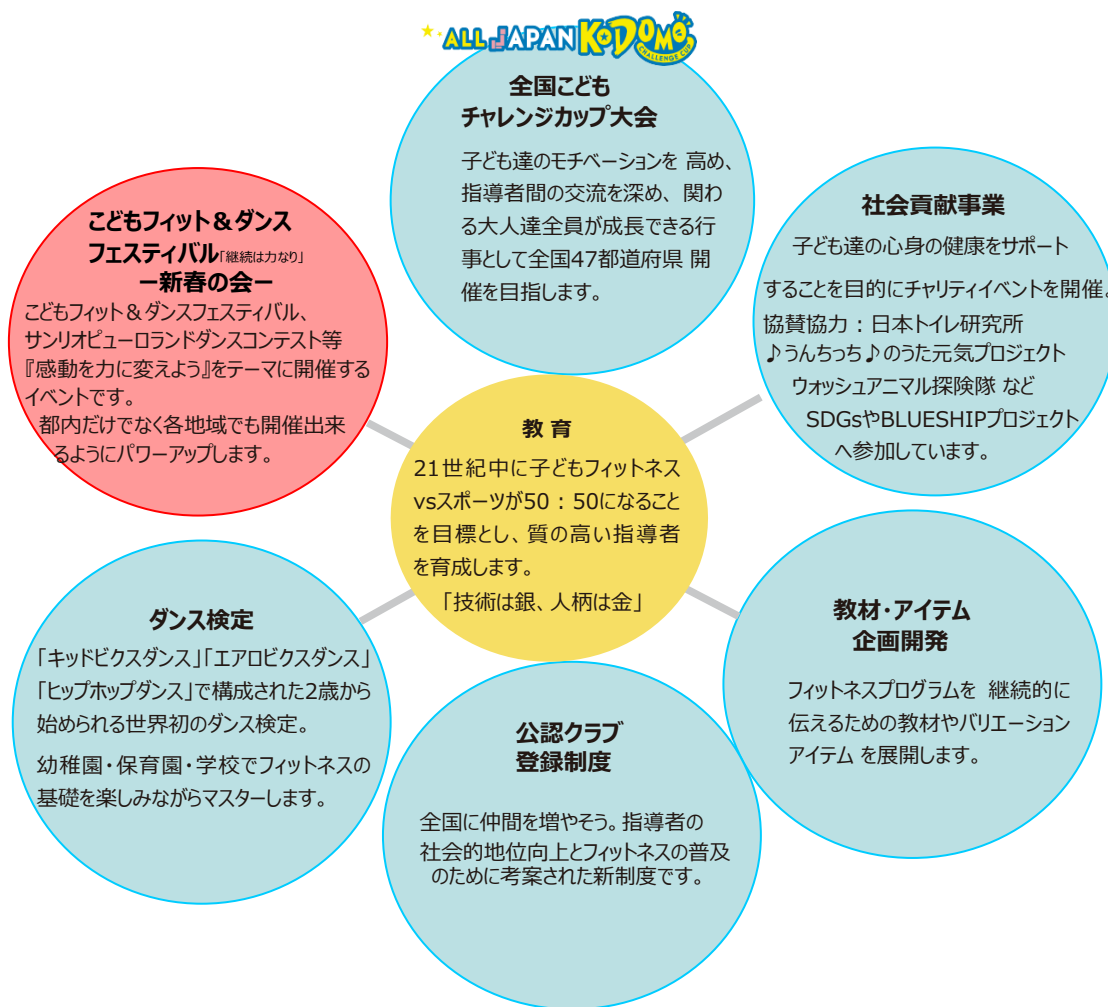 ALL JAPAN KODOMO
CHALLENGE CUP
全国こども
チャレンジカップ大会
子ども達のモチベーションを 高め、
指導者間の交流を深め、関わ
る大人達全員が成長できる行
事として全国47都道府県 開
催を目指します。
こどもフィット＆ダンス
フェスティバル「継続は力なり」
ー新春の会ー
こどもフィット＆ダンスフェスティバル、
サンリオピューロランドダンスコンテスト等
『感動を力に変えよう』をテーマに開催する
イベントです。
都内だけでなく各地域でも開催出来
るようにパワーアップします。
社会貢献事業
子ども達の心身の健康をサポート
することを目的にチャリティイベントを開催。
協賛協力：日本トイレ研究所
♪うんちっち♪のうた元気プロジェクト
ウォッシュアニマル探険隊 など
SDGsやBLUESHIPプロジェクト
へ参加しています。
教 育
21世紀中に子どもフィットネス
vsスポーツが50：50になること
を目標とし、質の高い指導者
を育成します。
「技術は銀、人柄は金」
ダンス検定
「キッドビクスダンス」「エアロビクスダンス」
「ヒップホップダンス」で構成された2歳から
始められる世界初のダンス検定。
幼稚園・保育園・学校でフィットネスの
基礎を楽しみながらマスターします。
教材・アイテム
企画開発
フィットネスプログラムを 継続的に
伝えるための教材やバリエーション
アイテム を展開します。
公認クラブ
登録制度
全国に仲間を増やそう。指導者の
社会的地位向上とフィットネスの普及
のために考案された新制度です。